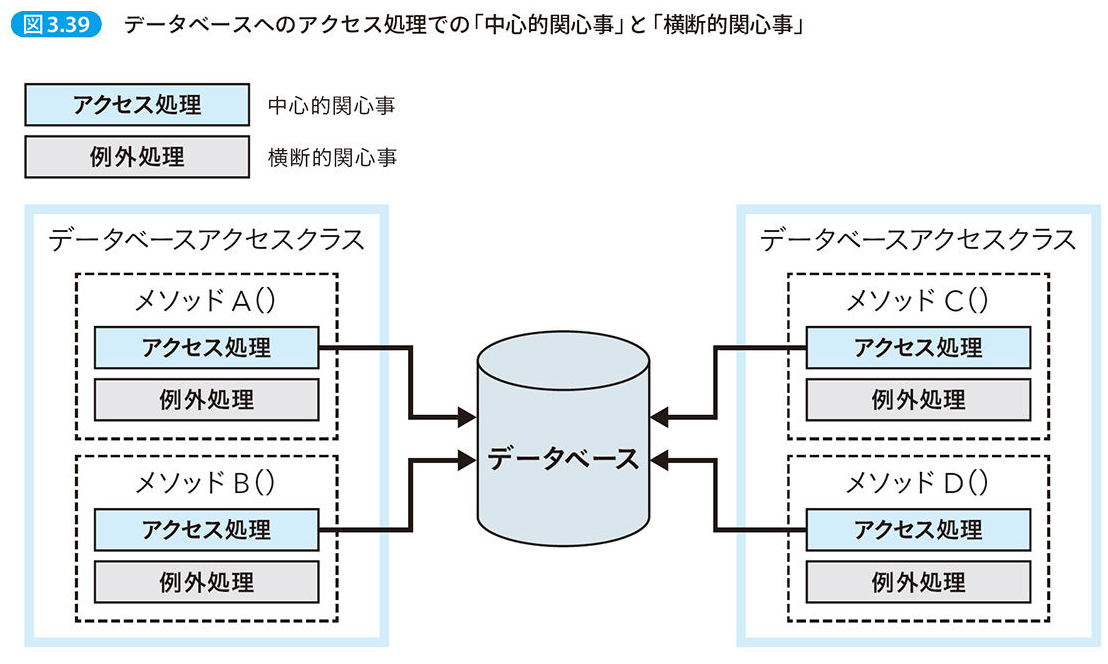 図3.39 データベースへのアクセス処理での「中心的関心事」と「横断的関心事」
アクセス処理 中心的関心事
例外処理 横断的関心事
データベースアクセスクラス
メソッド A()
アクセス処理
例外処理
メソッド B()
アクセス処理
例外処理
データベース
データベースアクセスクラス
メソッド C()
アクセス処理
例外処理
メソッド D()
アクセス処理
例外処理